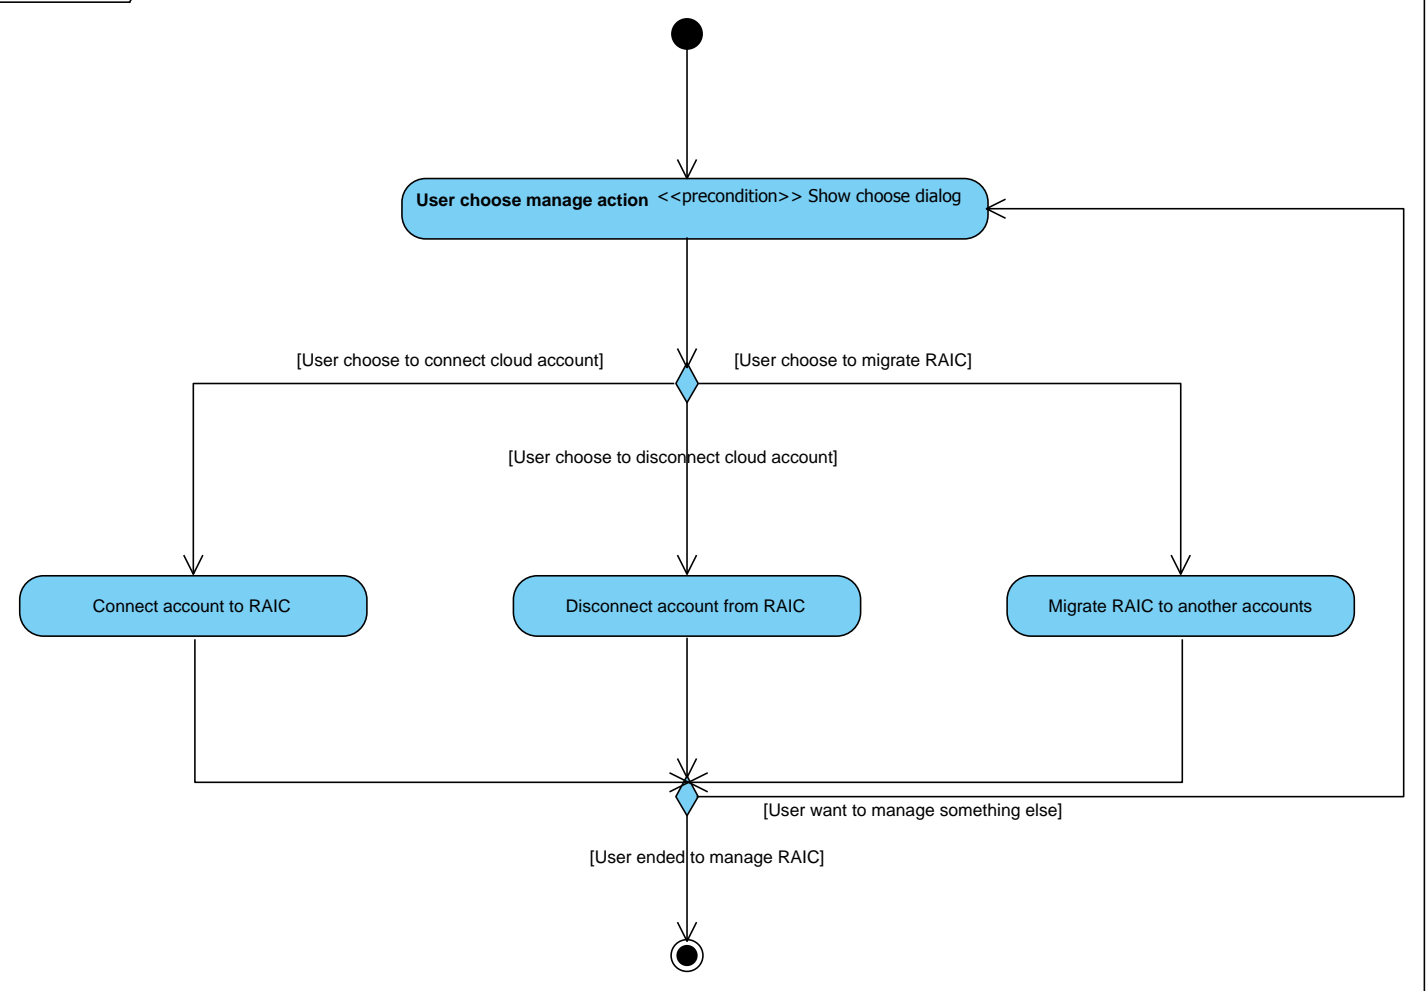 User choose manage action <<precondition>> Show choose dialog
[User choose to connect cloud account]
[User choose to migrate RAIC]
[User choose to disconnect cloud account]
Connect account to RAIC
Disconnect account from RAIC
Migrate RAIC to another accounts
[User want to manage something else]
[User ended to manage RAIC]